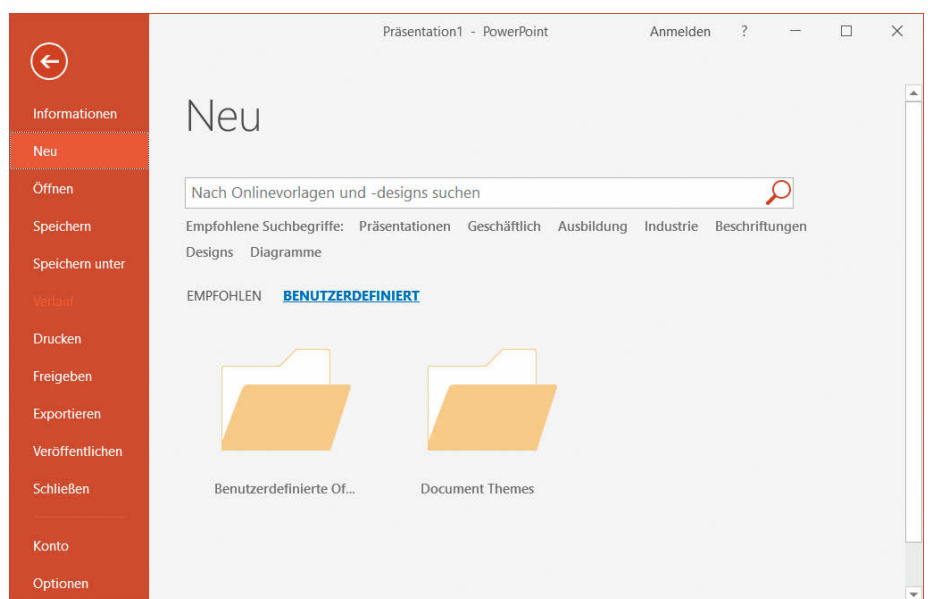 Präsentation1 - PowerPoint
Anmelden
?
Informationen
Neu
Öffnen
Speichern
Speichern unter
Verlauf
Drucken
Freigeben
Exportieren
Veröffentlichen
Schließen
Konto
Optionen
Neu
Nach Onlinevorlagen und -designs suchen
Empfohlene Suchbegriffe: Präsentationen Geschäftlich Ausbildung Industrie Beschriftungen
Designs Diagramme
EMPFOHLEN BENUTZERDEFINIERT
Benutzerdefinierte Of... Document Themes